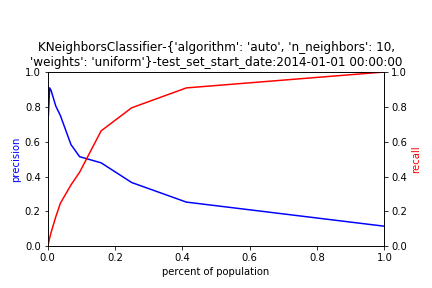 KNeighborsClassifier-{'algorithm': 'auto', 'n_neighbors': 10,
'weights': 'uniform'}-test_set_start_date:2014-01-01 00:00:00
1.0
0.8
0.6
0.4
0.2
0.0
precision
1.0
0.8
0.6
0.4
0.2
0.0
recall
0.0 0.2 0.4 0.6 0.8 1.0
percent of population